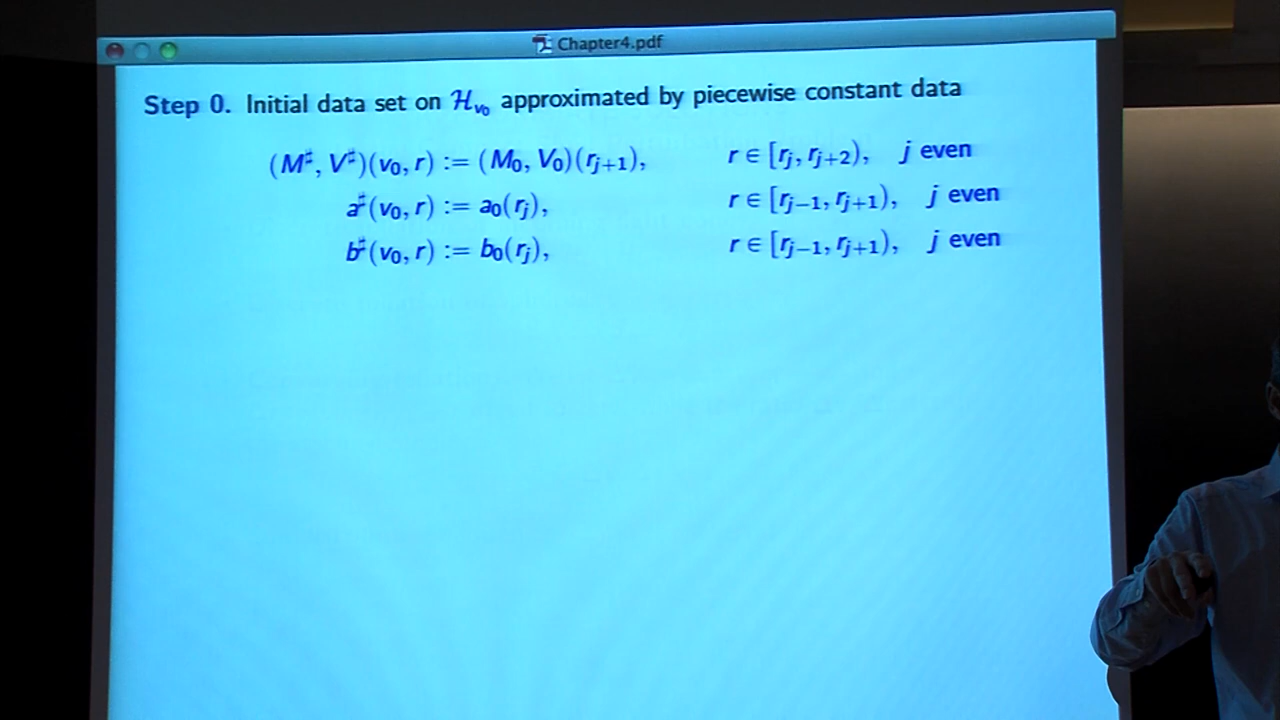 Chapter4.pdf
Step 0. Initial data set on ℋ_{v₀} approximated by piecewise constant data
(M^♯, V^♯)(v₀, r) := (M₀, V₀)(r_{j+1}), r ∈ [r_j, r_{j+2}), j even
a^♯(v₀, r) := a₀(r_j), r ∈ [r_{j−1}, r_{j+1}), j even
b^♯(v₀, r) := b₀(r_j), r ∈ [r_{j−1}, r_{j+1}), j even